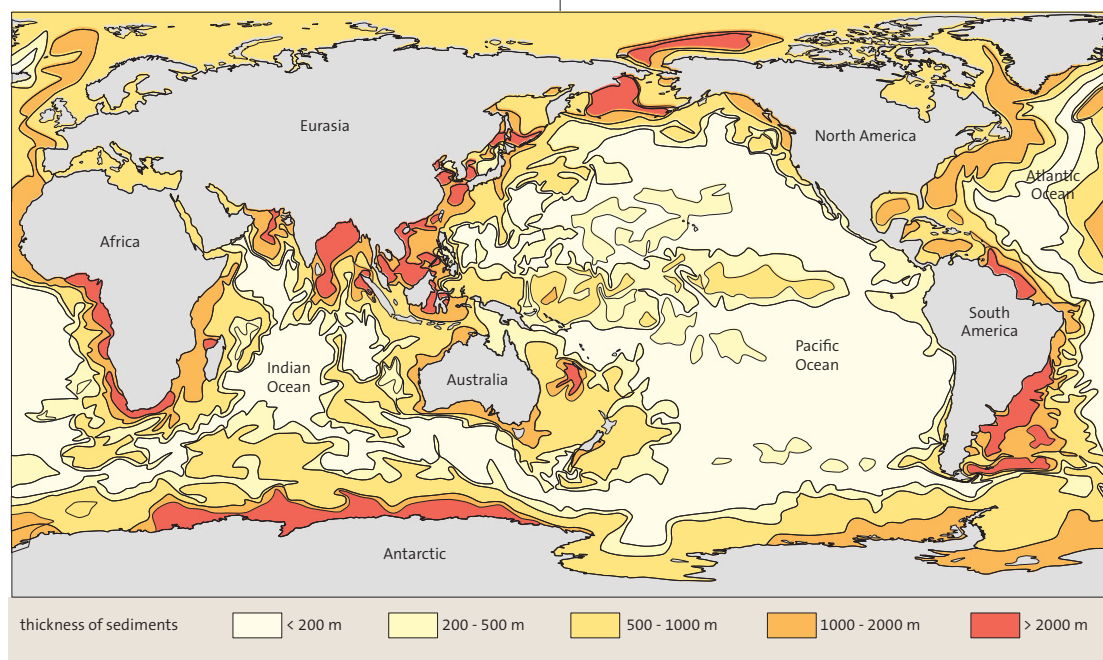 Eurasia
North America
Atlantic
Ocean
Africa
South
America
Pacific
Ocean
Indian
Ocean
Australia
Antarctic
thickness of sediments
< 200 m
200 - 500 m
500 - 1000 m
1000 - 2000 m
> 2000 m